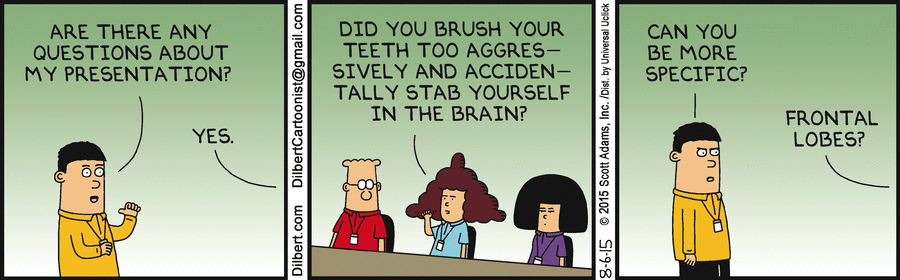 ARE THERE ANY
QUESTIONS ABOUT
MY PRESENTATION?
YES.
Dilbert.com DilbertCartoonist@gmail.com
DID YOU BRUSH YOUR
TEETH TOO AGGRES—
SIVELY AND ACCIDEN—
TALLY STAB YOURSELF
IN THE BRAIN?
8-6-15 © 2015 Scott Adams, Inc. /Dist. by Universal Uclick
CAN YOU
BE MORE
SPECIFIC?
FRONTAL
LOBES?